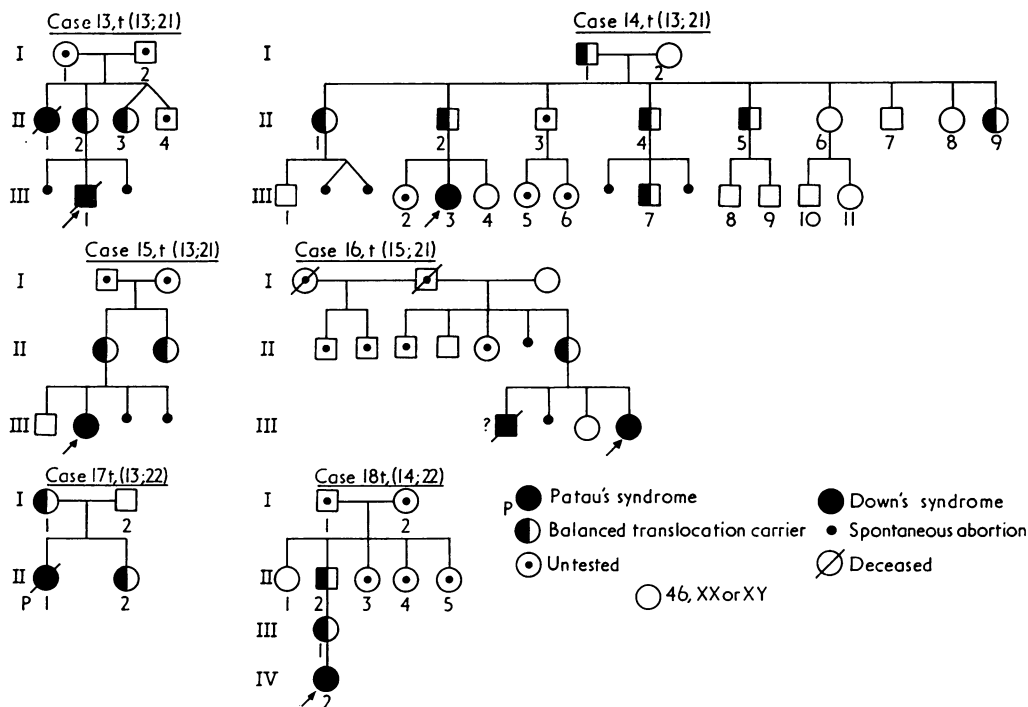 Case 13, t (13;21)
I
1
2
II
1
2
3
4
III
1
Case 14, t (13;21)
I
1
2
II
1
2
3
4
5
6
7
8
9
III
1
2
3
4
5
6
7
8
9
10
11
Case 15, t (13;21)
I
II
III
Case 16, t (15;21)
I
II
III
?
Case 17t, (13;22)
I
1
2
II
P
1
2
Case 18t, (14;22)
I
1
2
II
1
2
3
4
5
III
1
IV
2
P Patau's syndrome
Down's syndrome
Balanced translocation carrier
Spontaneous abortion
Untested
Deceased
46, XX or XY